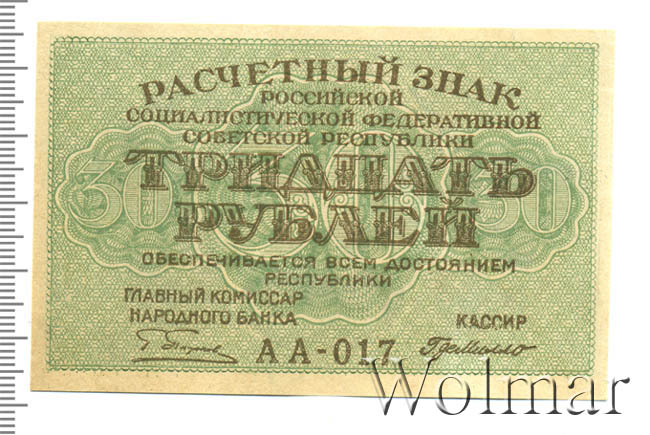 РАСЧЕТНЫЙ ЗНАК
РОССИЙСКОЙ
СОЦИАЛИСТИЧЕСКОЙ ФЕДЕРАТИВНОЙ
СОВЕТСКОЙ РЕСПУБЛИКИ
30 30 30
ТРИДЦАТЬ
РУБЛЕЙ
ОБЕСПЕЧИВАЕТСЯ ВСЕМ ДОСТОЯНИЕМ
РЕСПУБЛИКИ
ГЛАВНЫЙ КОМИССАР
НАРОДНОГО БАНКА
КАССИР
АА-017
Wolmar